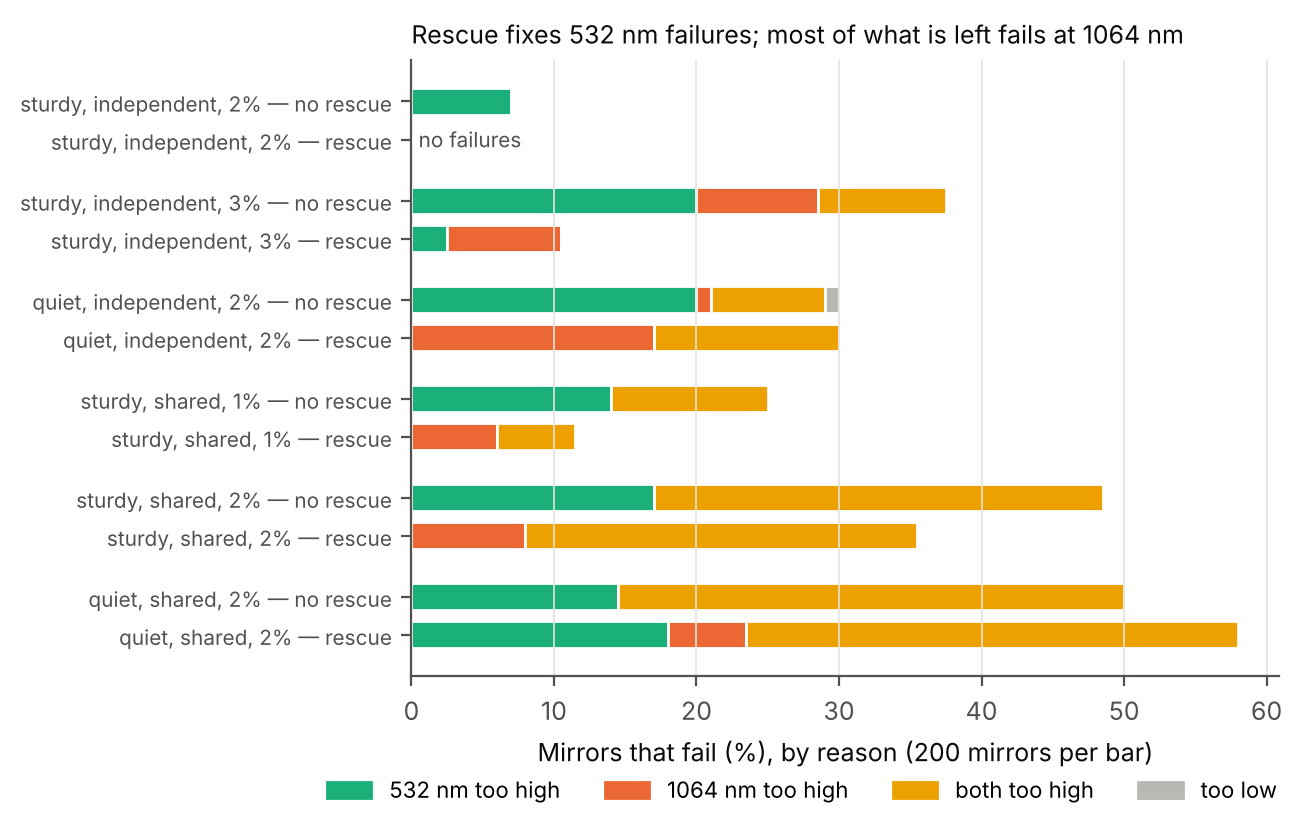 Rescue fixes 532 nm failures; most of what is left fails at 1064 nm
sturdy, independent, 2% — no rescue
sturdy, independent, 2% — rescue
no failures
sturdy, independent, 3% — no rescue
sturdy, independent, 3% — rescue
quiet, independent, 2% — no rescue
quiet, independent, 2% — rescue
sturdy, shared, 1% — no rescue
sturdy, shared, 1% — rescue
sturdy, shared, 2% — no rescue
sturdy, shared, 2% — rescue
quiet, shared, 2% — no rescue
quiet, shared, 2% — rescue
0 10 20 30 40 50 60
Mirrors that fail (%), by reason (200 mirrors per bar)
532 nm too high 1064 nm too high both too high too low